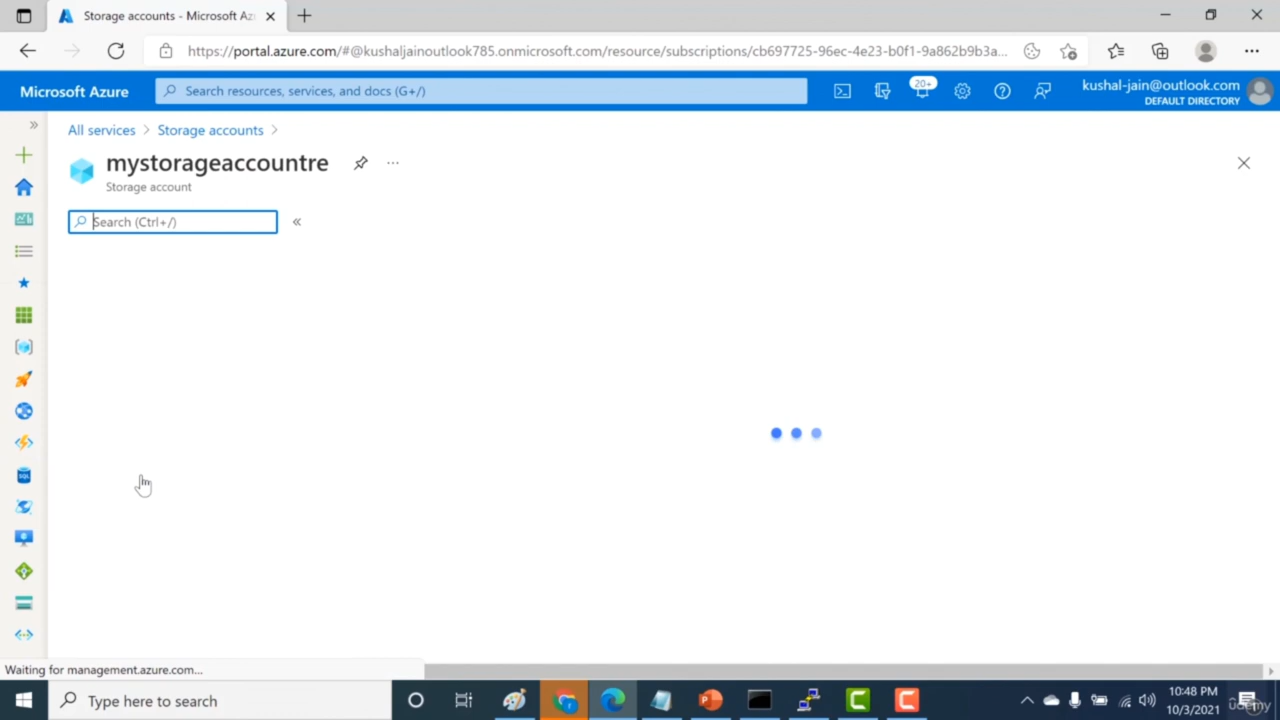 Storage accounts - Microsoft Az
https://portal.azure.com/#@kushaljainoutlook785.onmicrosoft.com/resource/subscriptions/cb697725-96ec-4e23-b0f1-9a862b9b3a...
Microsoft Azure
Search resources, services, and docs (G+/)
20+
kushal-jain@outlook.com
DEFAULT DIRECTORY
All services > Storage accounts >
mystorageaccountre
...
Storage account
Search (Ctrl+/)
«
Waiting for management.azure.com...
Type here to search
10:48 PM
10/3/2021
udemy